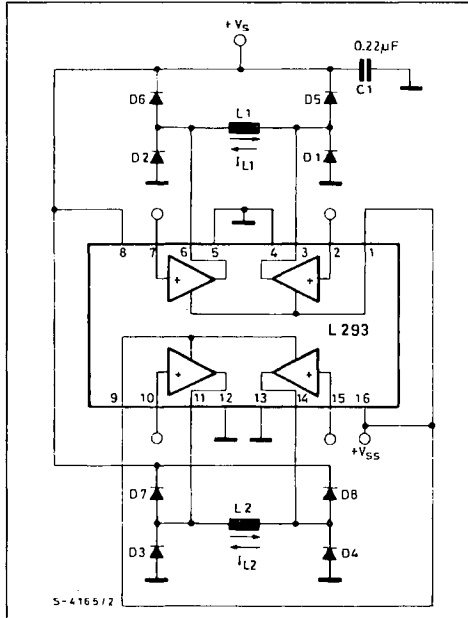 +Vs
0.22µF
C1
D6
L1
D5
D2
IL1
D1
8 7 6 5 4 3 2 1
+ +
L293
+ +
9 10 11 12 13 14 15 16
+VSS
D7
L2
D8
D3
IL2
D4
S-4165/2